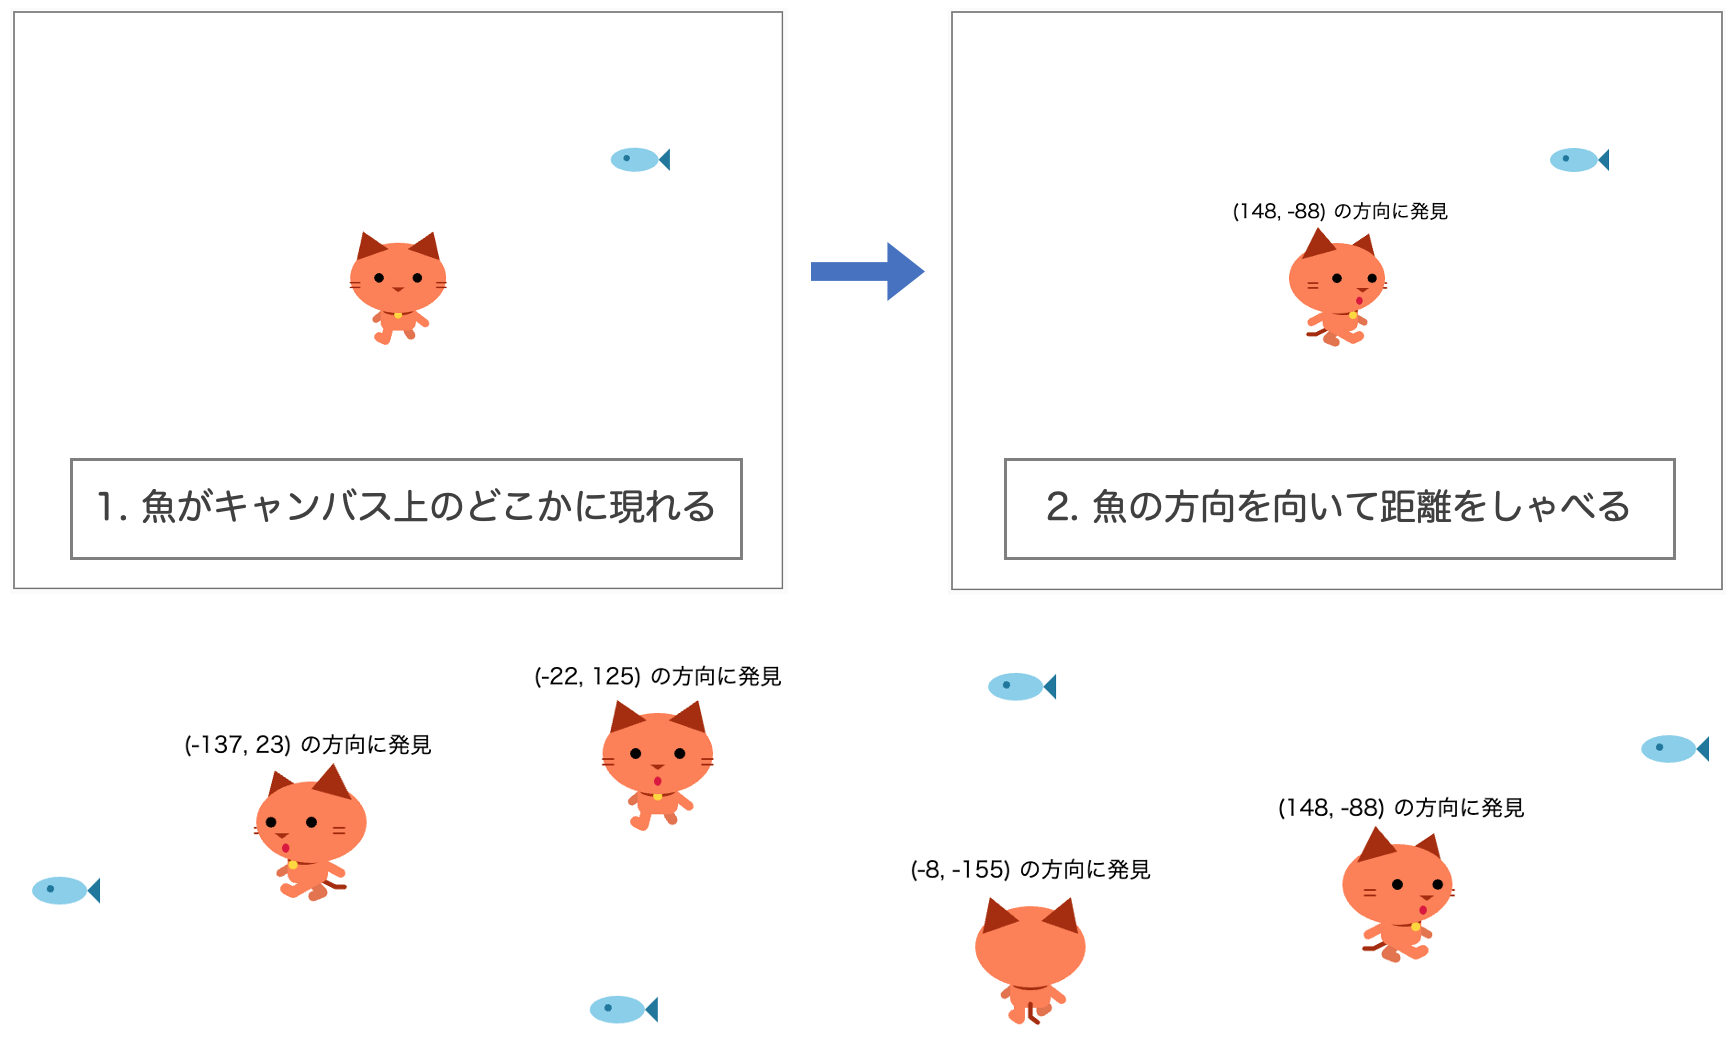 (148, -88) の方向に発見
1. 魚がキャンバス上のどこかに現れる
2. 魚の方向を向いて距離をしゃべる
(-22, 125) の方向に発見
(-137, 23) の方向に発見
(148, -88) の方向に発見
(-8, -155) の方向に発見